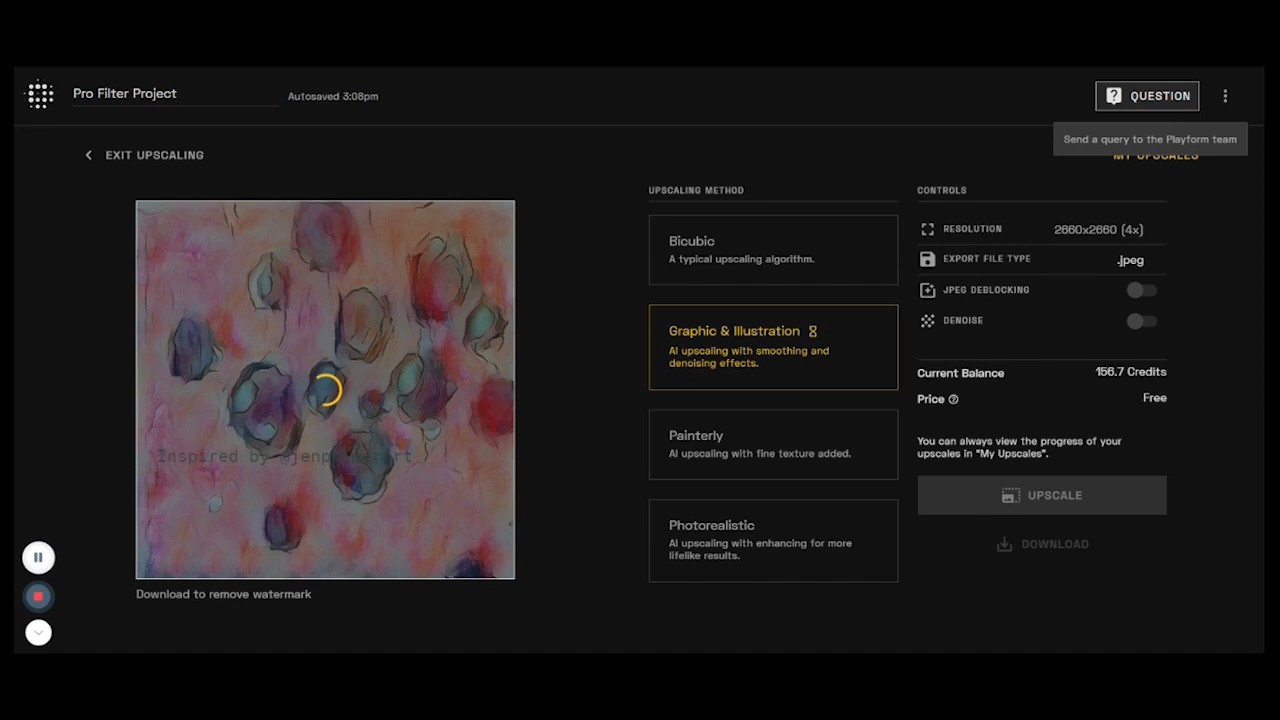 Pro Filter Project
Autosaved 3:08pm
? QUESTION
Send a query to the Playform team
EXIT UPSCALING
MY UPSCALES
UPSCALING METHOD
Bicubic
A typical upscaling algorithm.
Graphic & Illustration
AI upscaling with smoothing and
denoising effects.
Painterly
AI upscaling with fine texture added.
Photorealistic
AI upscaling with enhancing for more
lifelike results.
CONTROLS
RESOLUTION 2660x2660 (4x)
EXPORT FILE TYPE .jpeg
JPEG DEBLOCKING
DENOISE
Current Balance 156.7 Credits
Price ? Free
You can always view the progress of your
upscales in "My Upscales".
UPSCALE
DOWNLOAD
Inspired by
Download to remove watermark